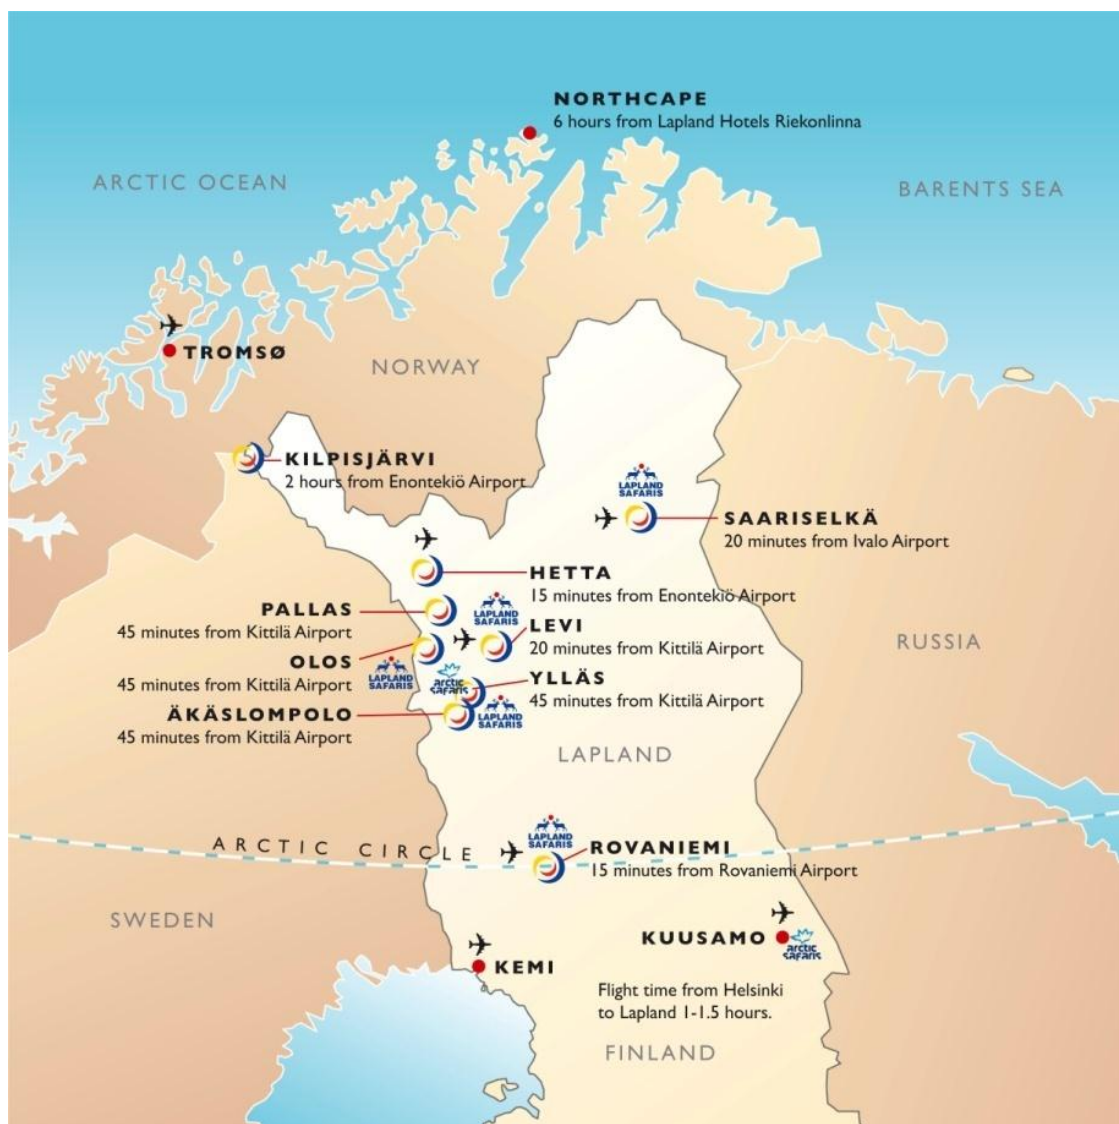 NORTHCAPE
6 hours from Lapland Hotels Riekonlinna
ARCTIC OCEAN
BARENTS SEA
TROMSØ
NORWAY
KILPISJÄRVI
2 hours from Enontekiö Airport
LAPLAND
SAFARIS
SAARISELKÄ
20 minutes from Ivalo Airport
HETTA
15 minutes from Enontekiö Airport
PALLAS
45 minutes from Kittilä Airport
LAPLAND
SAFARIS
LEVI
20 minutes from Kittilä Airport
RUSSIA
OLOS
45 minutes from Kittilä Airport
LAPLAND
SAFARIS
arctic
safaris
YLLÄS
45 minutes from Kittilä Airport
ÄKÄSLOMPOLO
45 minutes from Kittilä Airport
LAPLAND
SAFARIS
LAPLAND
ARCTIC CIRCLE
LAPLAND
SAFARIS
ROVANIEMI
15 minutes from Rovaniemi Airport
SWEDEN
KUUSAMO
arctic
safaris
KEMI
Flight time from Helsinki
to Lapland 1-1.5 hours.
FINLAND